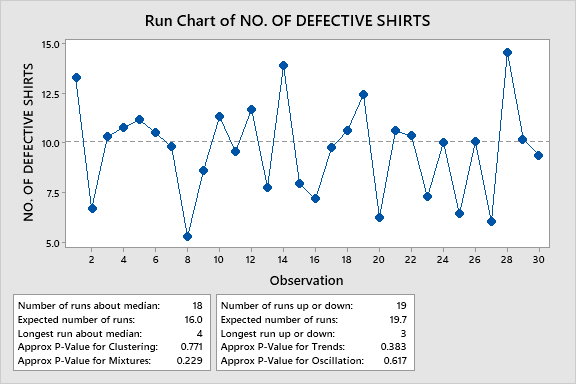 Run Chart of NO. OF DEFECTIVE SHIRTS
NO. OF DEFECTIVE SHIRTS
15.0
12.5
10.0
7.5
5.0
2 4 6 8 10 12 14 16 18 20 22 24 26 28 30
Observation
Number of runs about median: 18
Expected number of runs: 16.0
Longest run about median: 4
Approx P-Value for Clustering: 0.771
Approx P-Value for Mixtures: 0.229
Number of runs up or down: 19
Expected number of runs: 19.7
Longest run up or down: 3
Approx P-Value for Trends: 0.383
Approx P-Value for Oscillation: 0.617